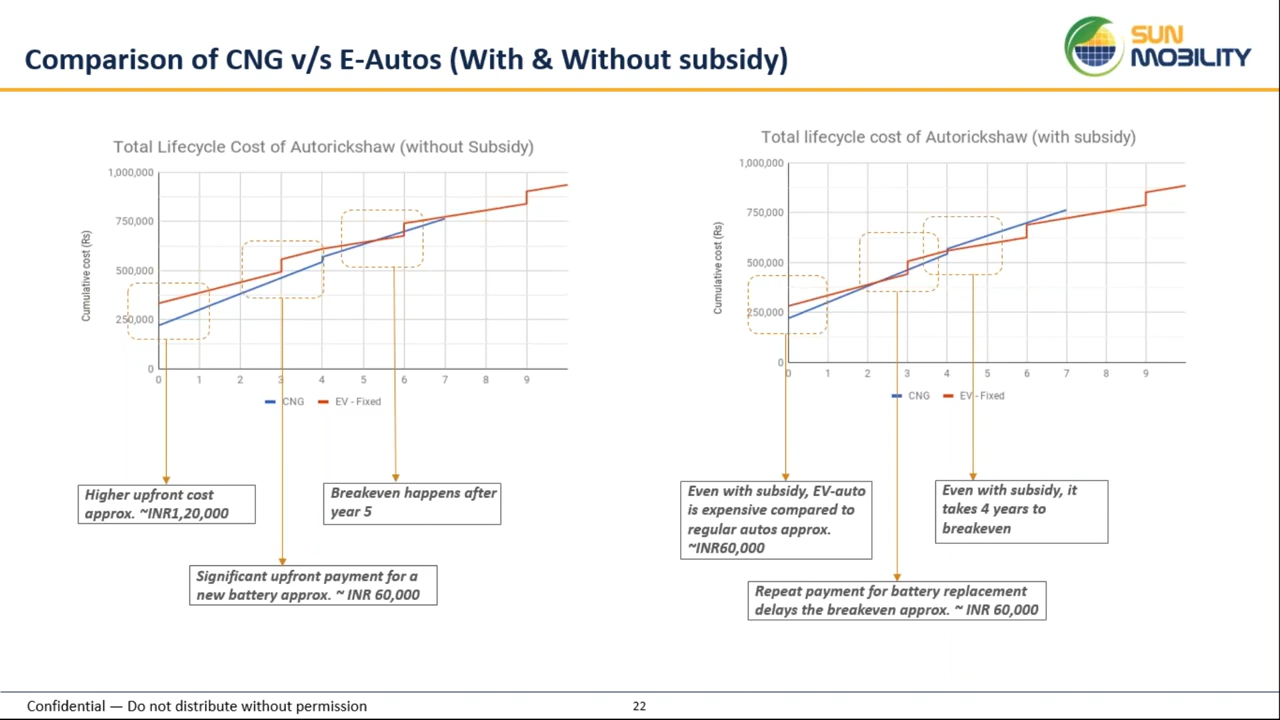 Comparison of CNG v/s E-Autos (With & Without subsidy)
SUN
MOBILITY
Total Lifecycle Cost of Autorickshaw (without Subsidy)
1,000,000
750,000
500,000
250,000
0
Cumulative cost (Rs)
0 1 2 3 4 5 6 7 8 9
CNG EV - Fixed
Higher upfront cost
approx. ~INR1,20,000
Breakeven happens after
year 5
Significant upfront payment for a
new battery approx. ~ INR 60,000
Total lifecycle cost of Autorickshaw (with subsidy)
1,000,000
750,000
500,000
250,000
0
Cumulative cost (Rs)
0 1 2 3 4 5 6 7 8 9
CNG EV - Fixed
Even with subsidy, EV-auto
is expensive compared to
regular autos approx.
~INR60,000
Even with subsidy, it
takes 4 years to
breakeven
Repeat payment for battery replacement
delays the breakeven approx. ~ INR 60,000
Confidential — Do not distribute without permission
22